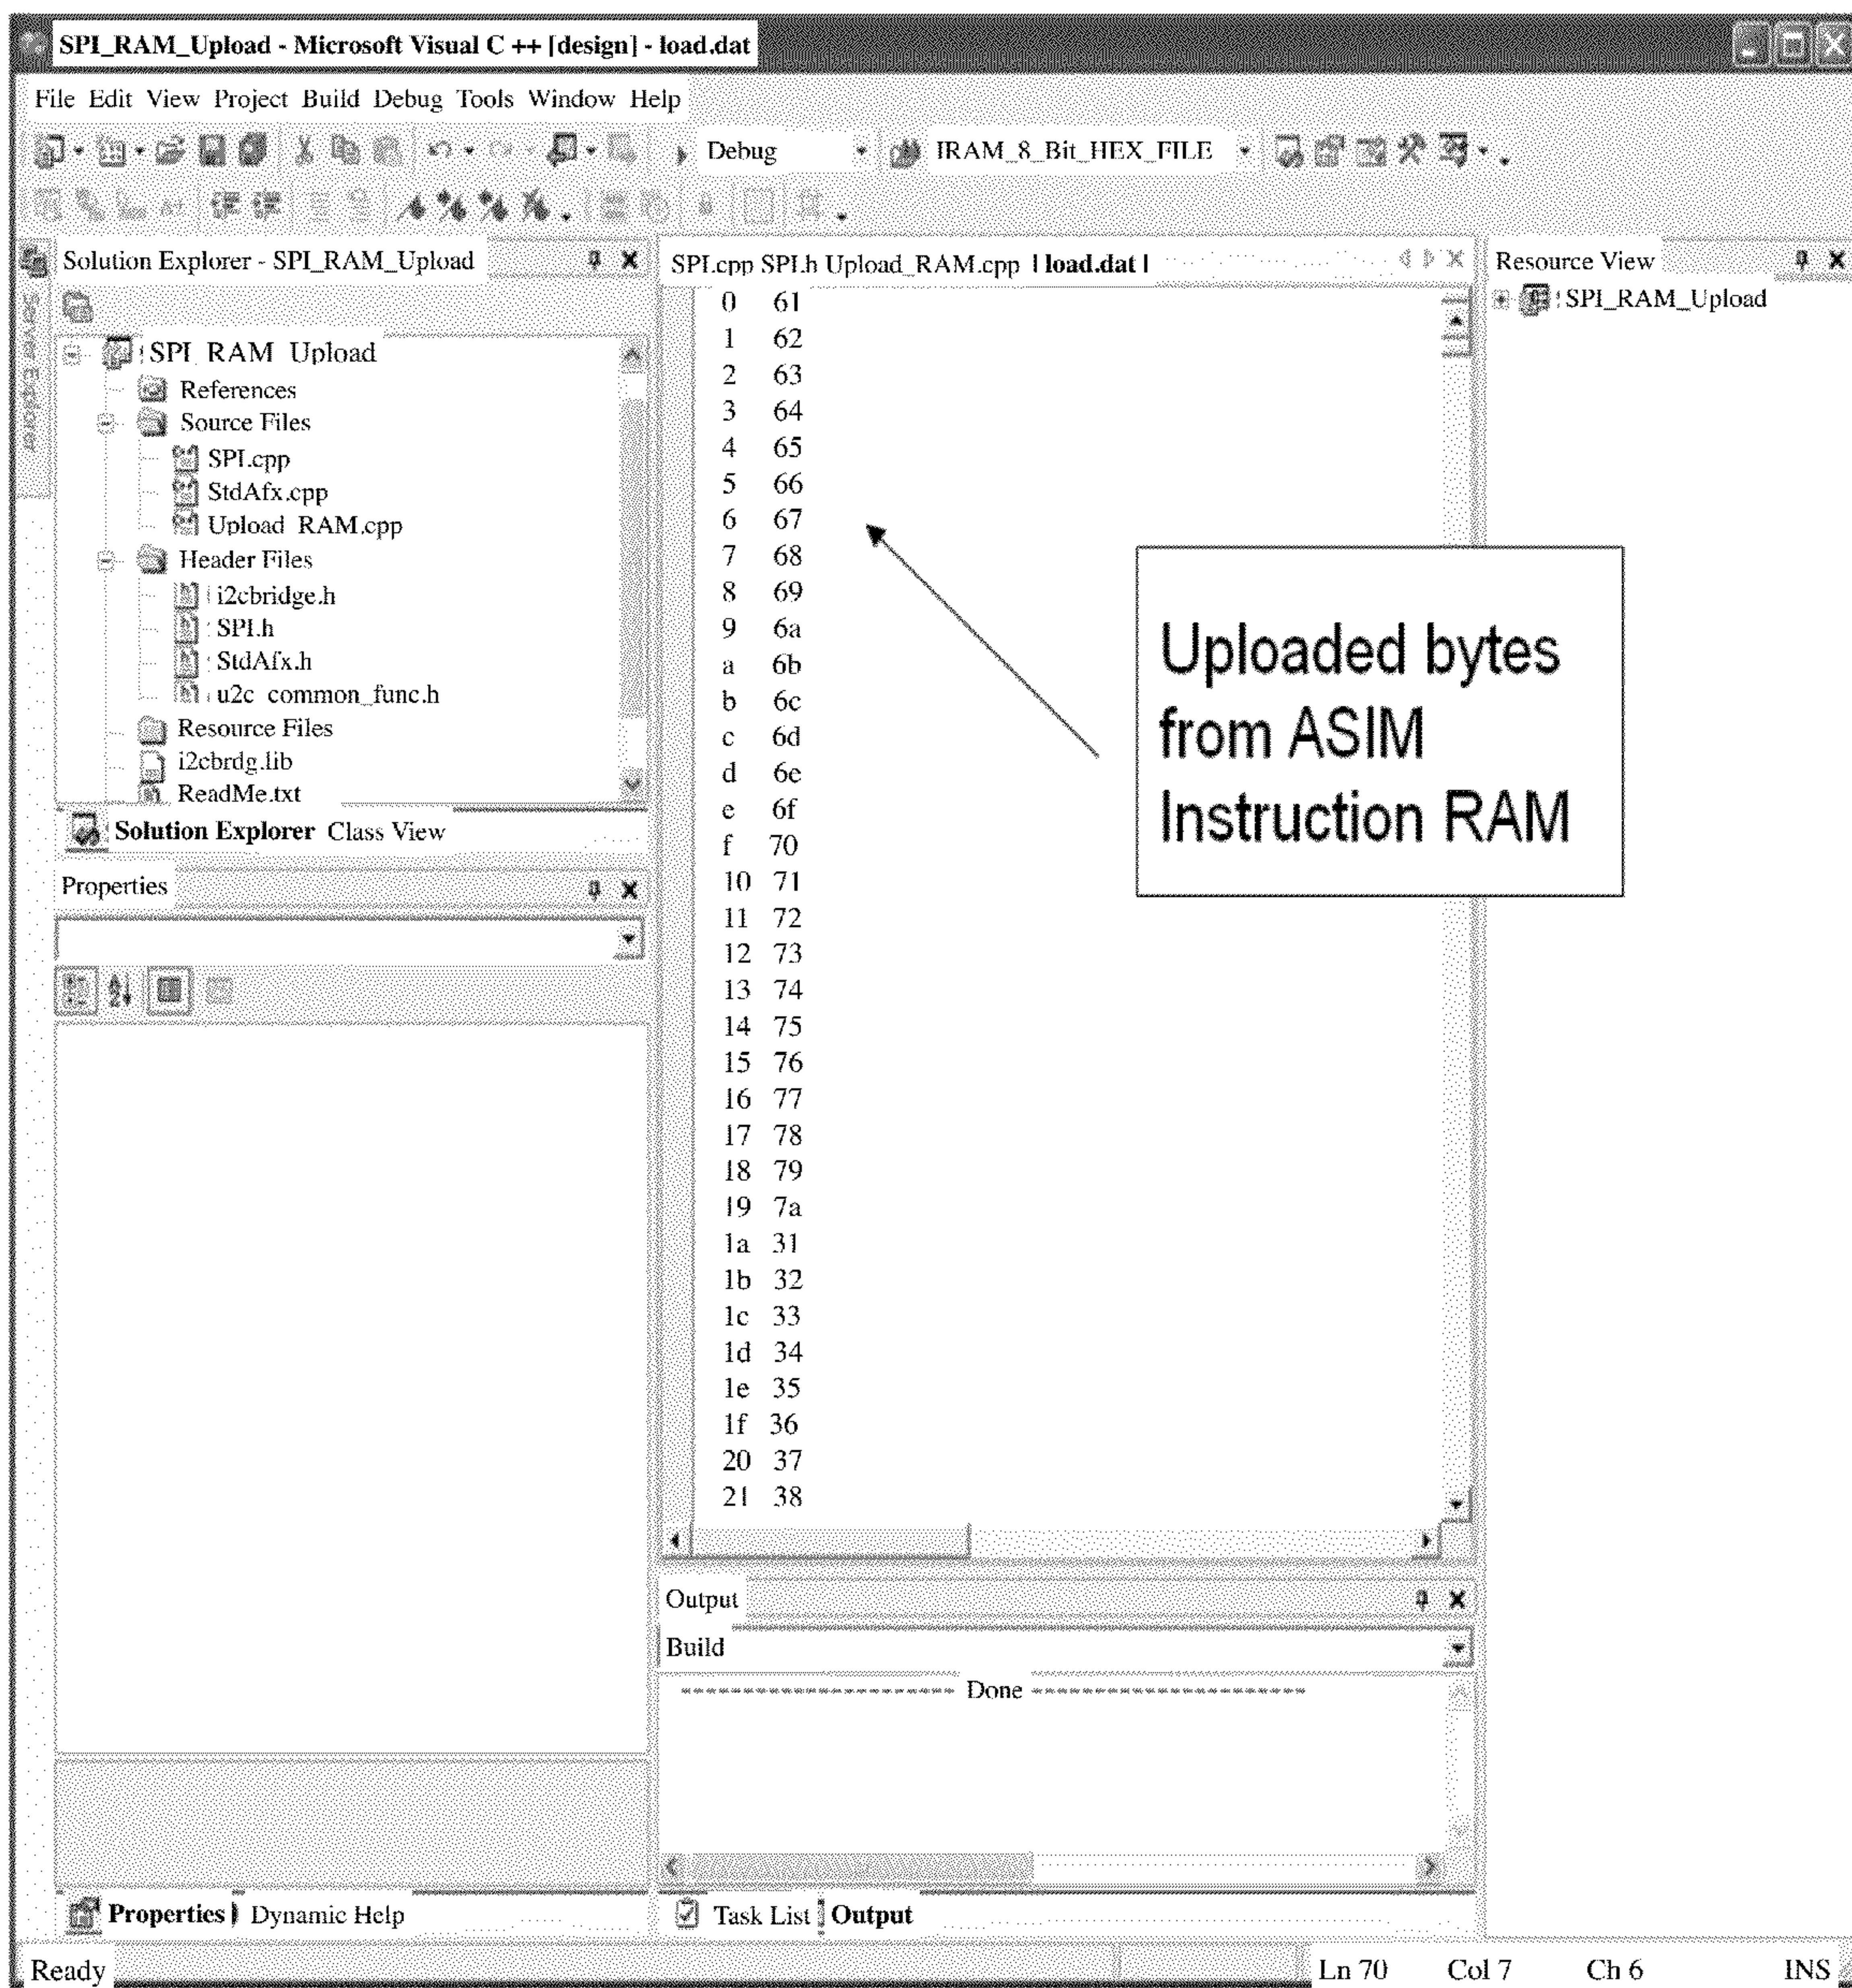 SPI_RAM_Upload - Microsoft Visual C ++ [design] - load.dat
File Edit View Project Build Debug Tools Window Help
Debug IRAM_8_Bit_HEX_FILE
Server Explorer
Solution Explorer - SPI_RAM_Upload
SPI RAM Upload
References
Source Files
SPI.cpp
StdAfx.cpp
Upload RAM.cpp
Header Files
i2cbridge.h
SPI.h
StdAfx.h
u2c common_func.h
Resource Files
i2cbrdg.lib
ReadMe.txt
Solution Explorer Class View
Properties
Properties Dynamic Help
SPI.cpp SPI.h Upload_RAM.cpp | load.dat |
0 61
1 62
2 63
3 64
4 65
5 66
6 67
7 68
8 69
9 6a
a 6b
b 6c
c 6d
d 6e
e 6f
f 70
10 71
11 72
12 73
13 74
14 75
15 76
16 77
17 78
18 79
19 7a
1a 31
1b 32
1c 33
1d 34
1e 35
1f 36
20 37
21 38
Uploaded bytes
from ASIM
Instruction RAM
Resource View
SPI_RAM_Upload
Output
Build
---------------------- Done ----------------------
Task List Output
Ready Ln 70 Col 7 Ch 6 INS